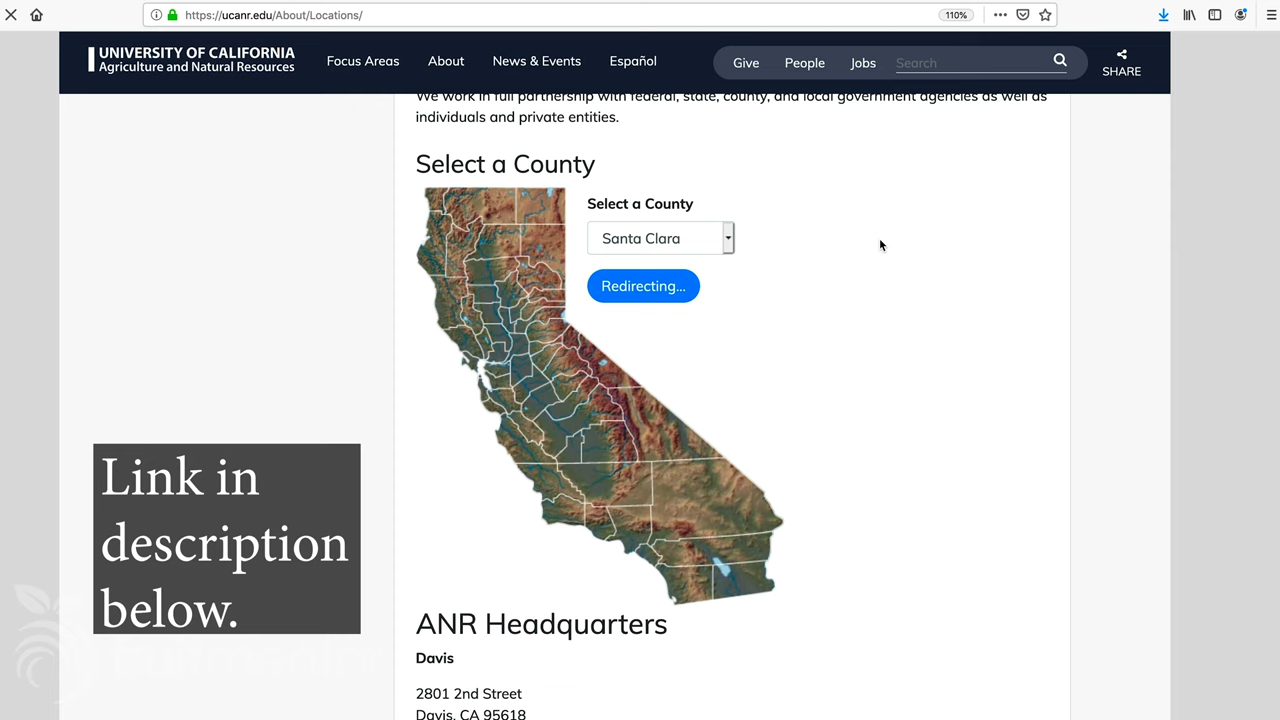 https://ucanr.edu/About/Locations/
110%
UNIVERSITY OF CALIFORNIA
Agriculture and Natural Resources
Focus Areas
About
News & Events
Español
Give
People
Jobs
Search
SHARE
We work in full partnership with federal, state, county, and local government agencies as well as
individuals and private entities.
Select a County
Select a County
Santa Clara
Redirecting...
Link in
description
below.
ANR Headquarters
Davis
2801 2nd Street
Davis, CA 95618